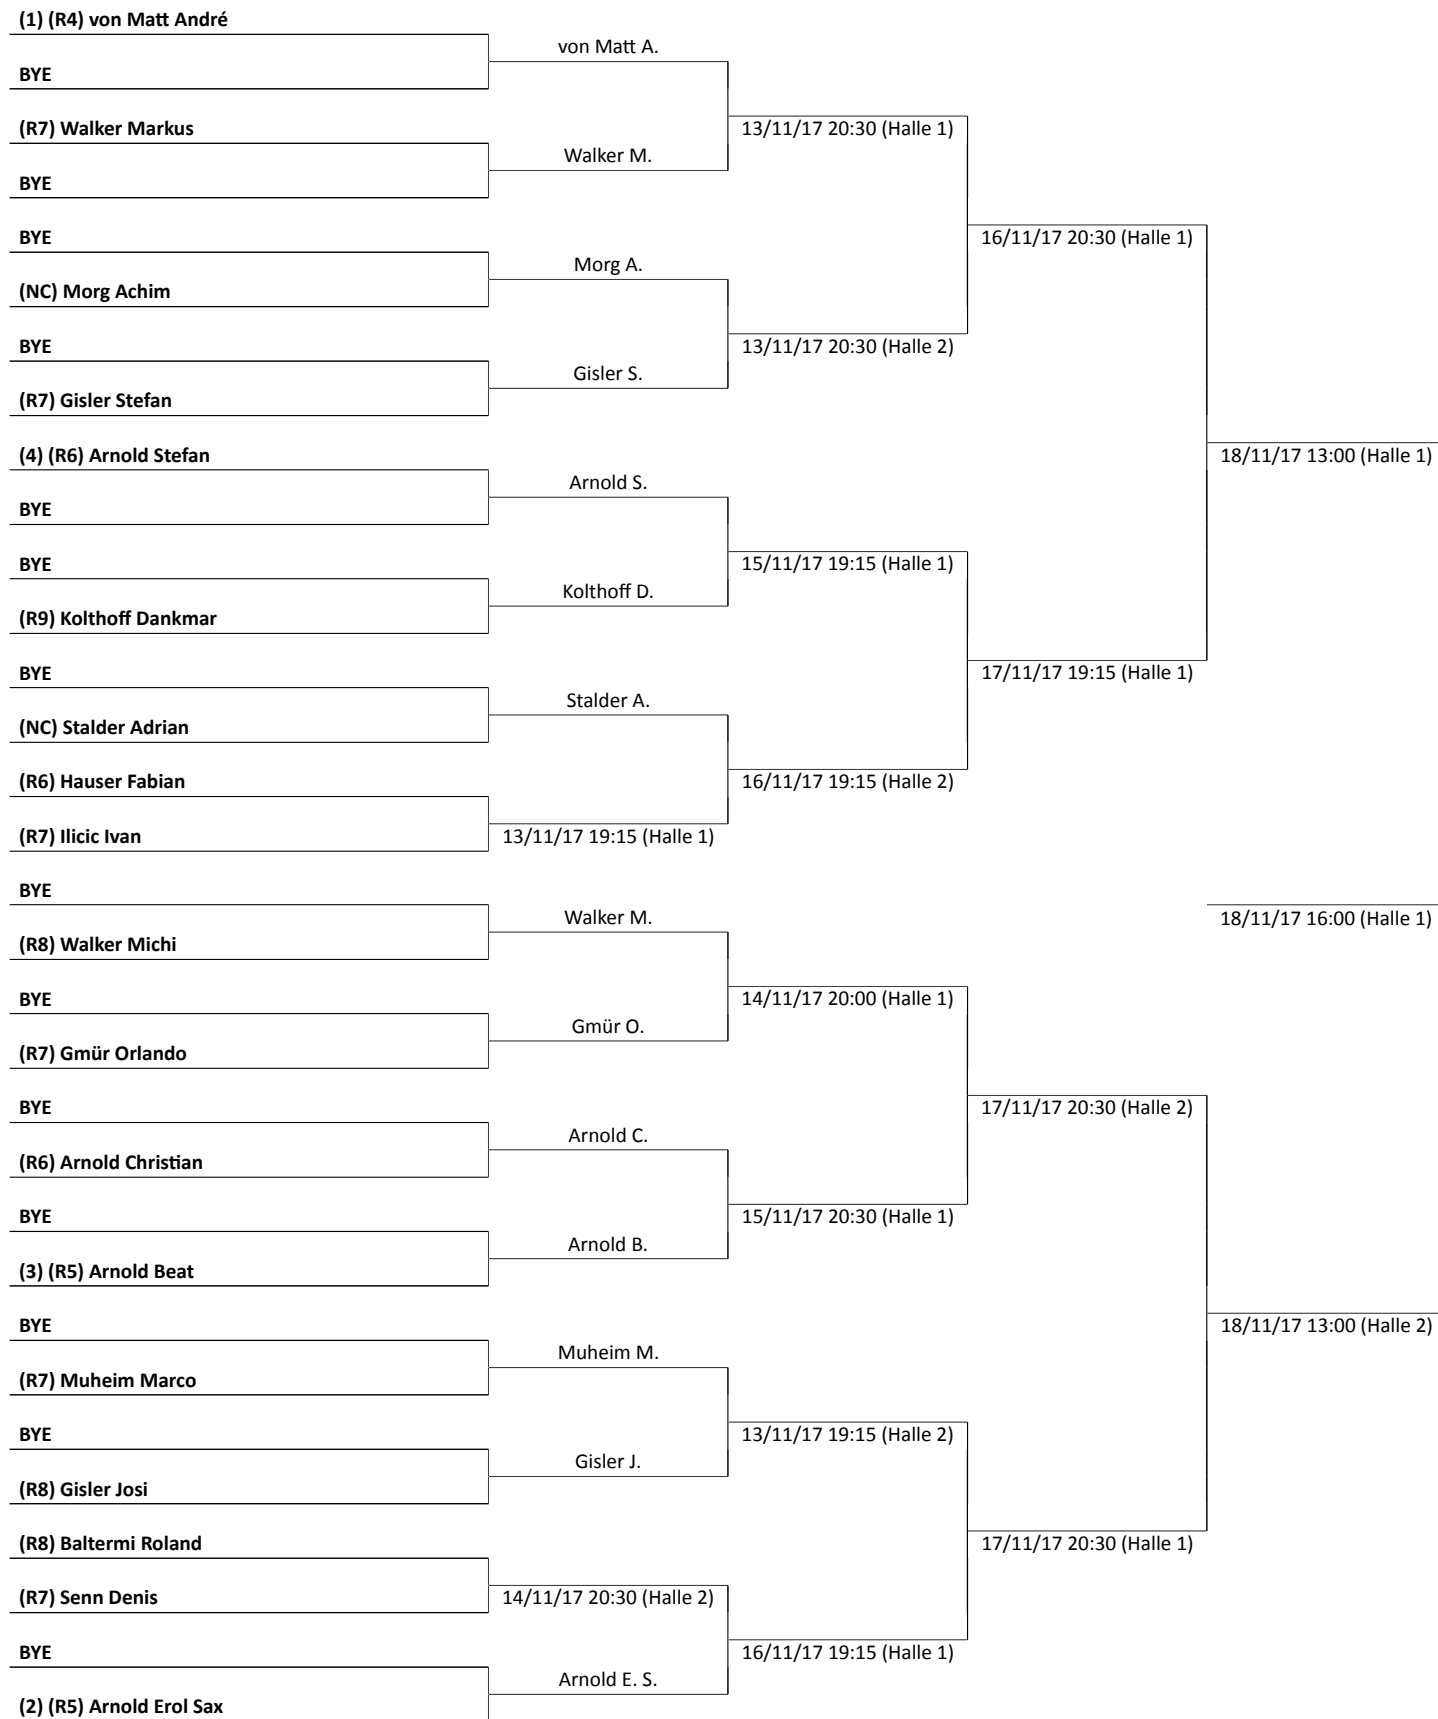 (1) (R4) von Matt André
von Matt A.
BYE
(R7) Walker Markus
13/11/17 20:30 (Halle 1)
Walker M.
BYE
BYE
16/11/17 20:30 (Halle 1)
Morg A.
(NC) Morg Achim
BYE
13/11/17 20:30 (Halle 2)
Gisler S.
(R7) Gisler Stefan
(4) (R6) Arnold Stefan
18/11/17 13:00 (Halle 1)
Arnold S.
BYE
BYE
15/11/17 19:15 (Halle 1)
Kolthoff D.
(R9) Kolthoff Dankmar
BYE
17/11/17 19:15 (Halle 1)
Stalder A.
(NC) Stalder Adrian
(R6) Hauser Fabian
16/11/17 19:15 (Halle 2)
(R7) Ilicic Ivan
13/11/17 19:15 (Halle 1)
BYE
Walker M.
18/11/17 16:00 (Halle 1)
(R8) Walker Michi
BYE
14/11/17 20:00 (Halle 1)
Gmür O.
(R7) Gmür Orlando
BYE
17/11/17 20:30 (Halle 2)
Arnold C.
(R6) Arnold Christian
BYE
15/11/17 20:30 (Halle 1)
Arnold B.
(3) (R5) Arnold Beat
BYE
18/11/17 13:00 (Halle 2)
Muheim M.
(R7) Muheim Marco
BYE
13/11/17 19:15 (Halle 2)
Gisler J.
(R8) Gisler Josi
(R8) Baltermi Roland
17/11/17 20:30 (Halle 1)
(R7) Senn Denis
14/11/17 20:30 (Halle 2)
BYE
16/11/17 19:15 (Halle 1)
Arnold E. S.
(2) (R5) Arnold Erol Sax